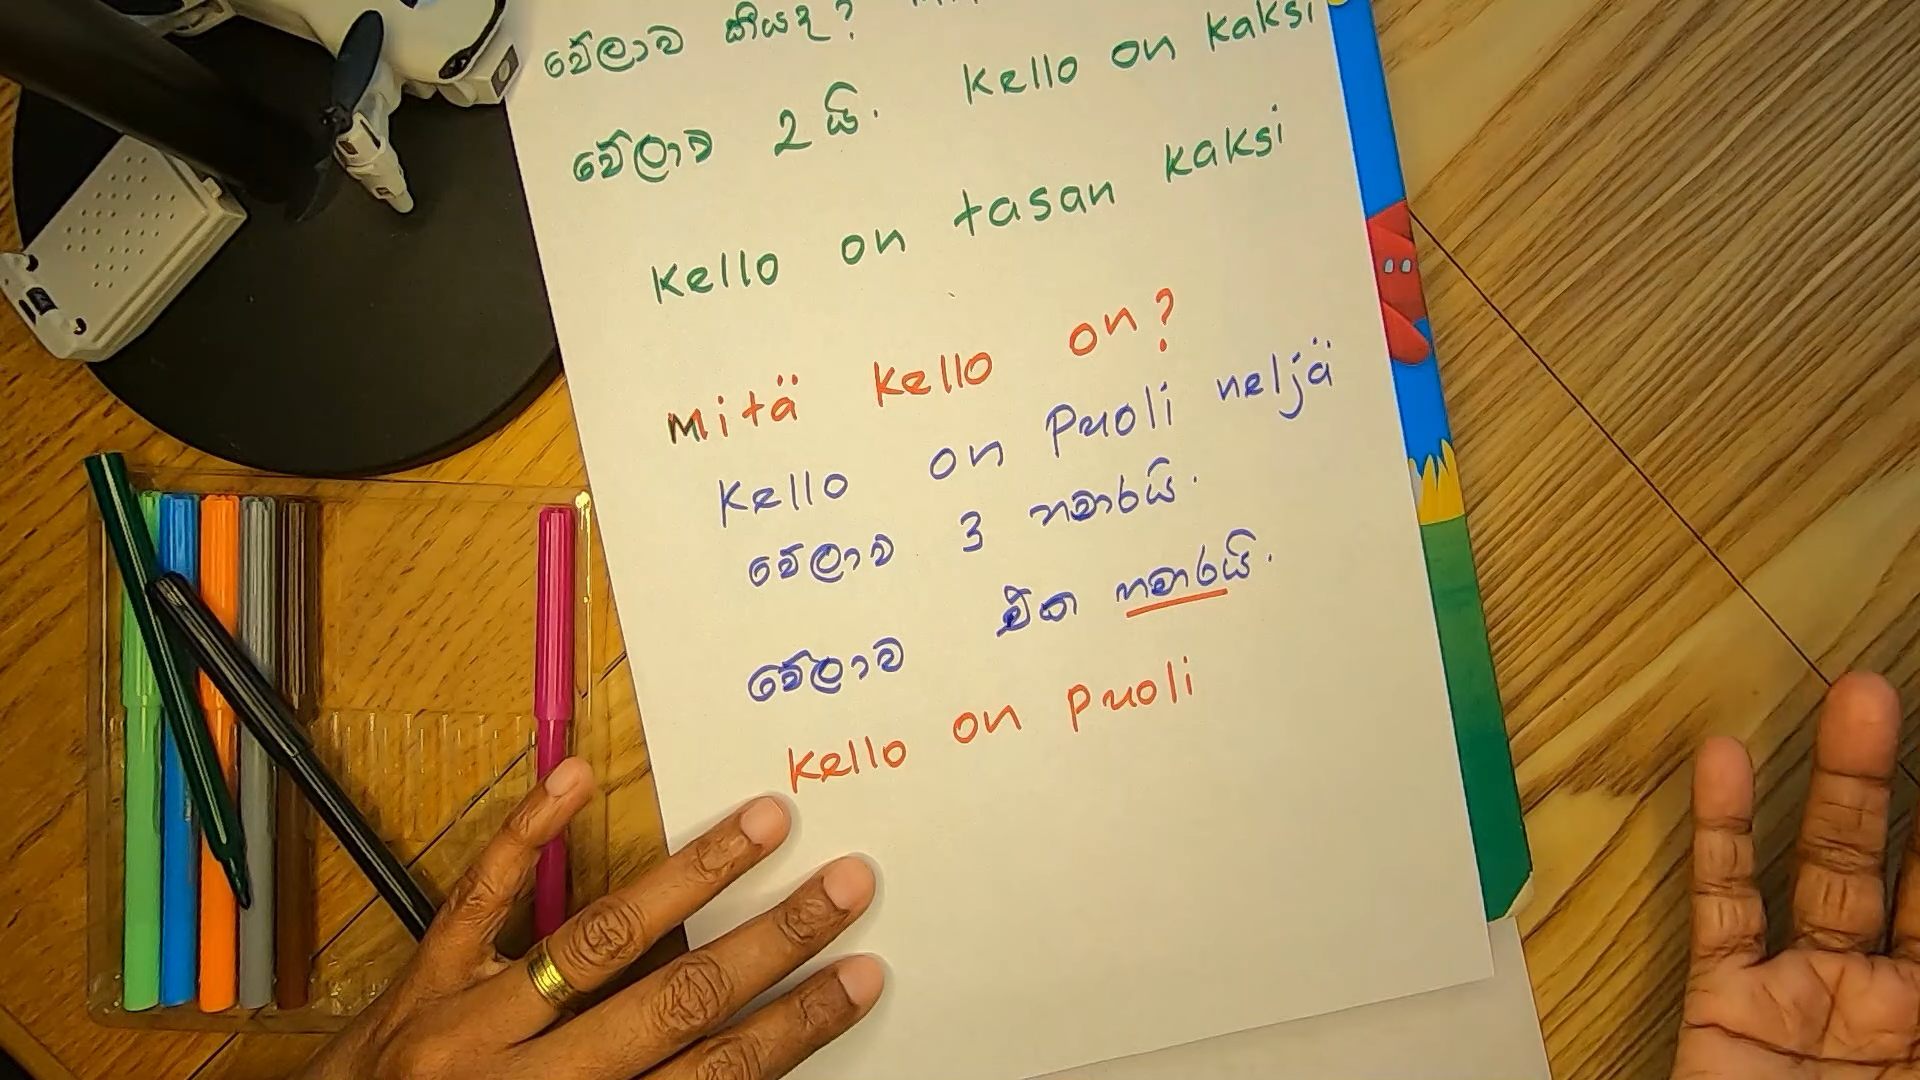 වේලාව කීයද?
වේලාව 2 යි. Kello on kaksi
Kello on tasan kaksi
Mitä kello on?
Kello on Puoli neljä
වේලාව 3 හමාරයි.
වේලාව එක හමාරයි.
Kello on puoli